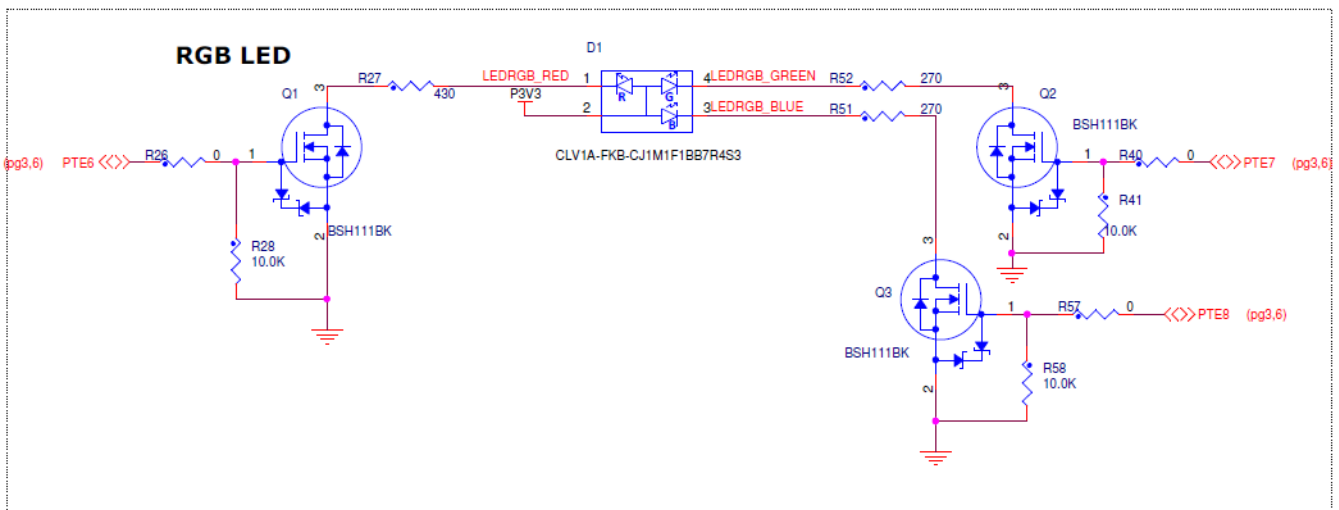 RGB LED
D1
R27
430
LEDRGB_RED
1
P3V3
2
R
G
B
4
LEDRGB_GREEN
3
LEDRGB_BLUE
R52
270
R51
270
CLV1A-FKB-CJ1M1F1BB7R4S3
Q1
3
(pg3,6)
PTE6
R26
0
1
BSH111BK
2
R28
10.0K
3
Q2
BSH111BK
1
R40
0
PTE7
(pg3,6)
R41
10.0K
2
3
Q3
BSH111BK
1
R57
0
PTE8
(pg3,6)
R58
10.0K
2